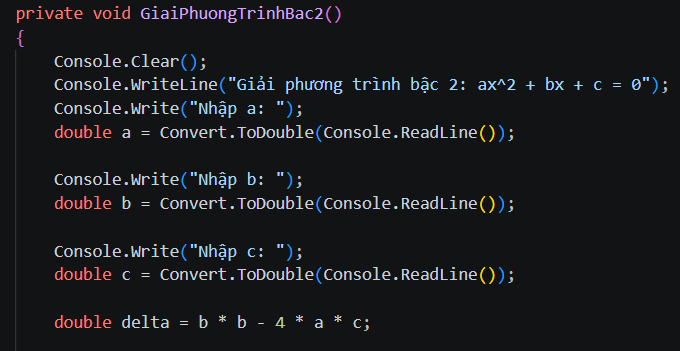 private void GiaiPhuongTrinhBac2()
{
Console.Clear();
Console.WriteLine("Giải phương trình bậc 2: ax^2 + bx + c = 0");
Console.Write("Nhập a: ");
double a = Convert.ToDouble(Console.ReadLine());
Console.Write("Nhập b: ");
double b = Convert.ToDouble(Console.ReadLine());
Console.Write("Nhập c: ");
double c = Convert.ToDouble(Console.ReadLine());
double delta = b * b - 4 * a * c;